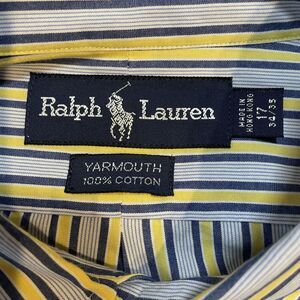 Ralph Lauren
MADE IN
HONG KONG
17
34/35
YARMOUTH
100% COTTON